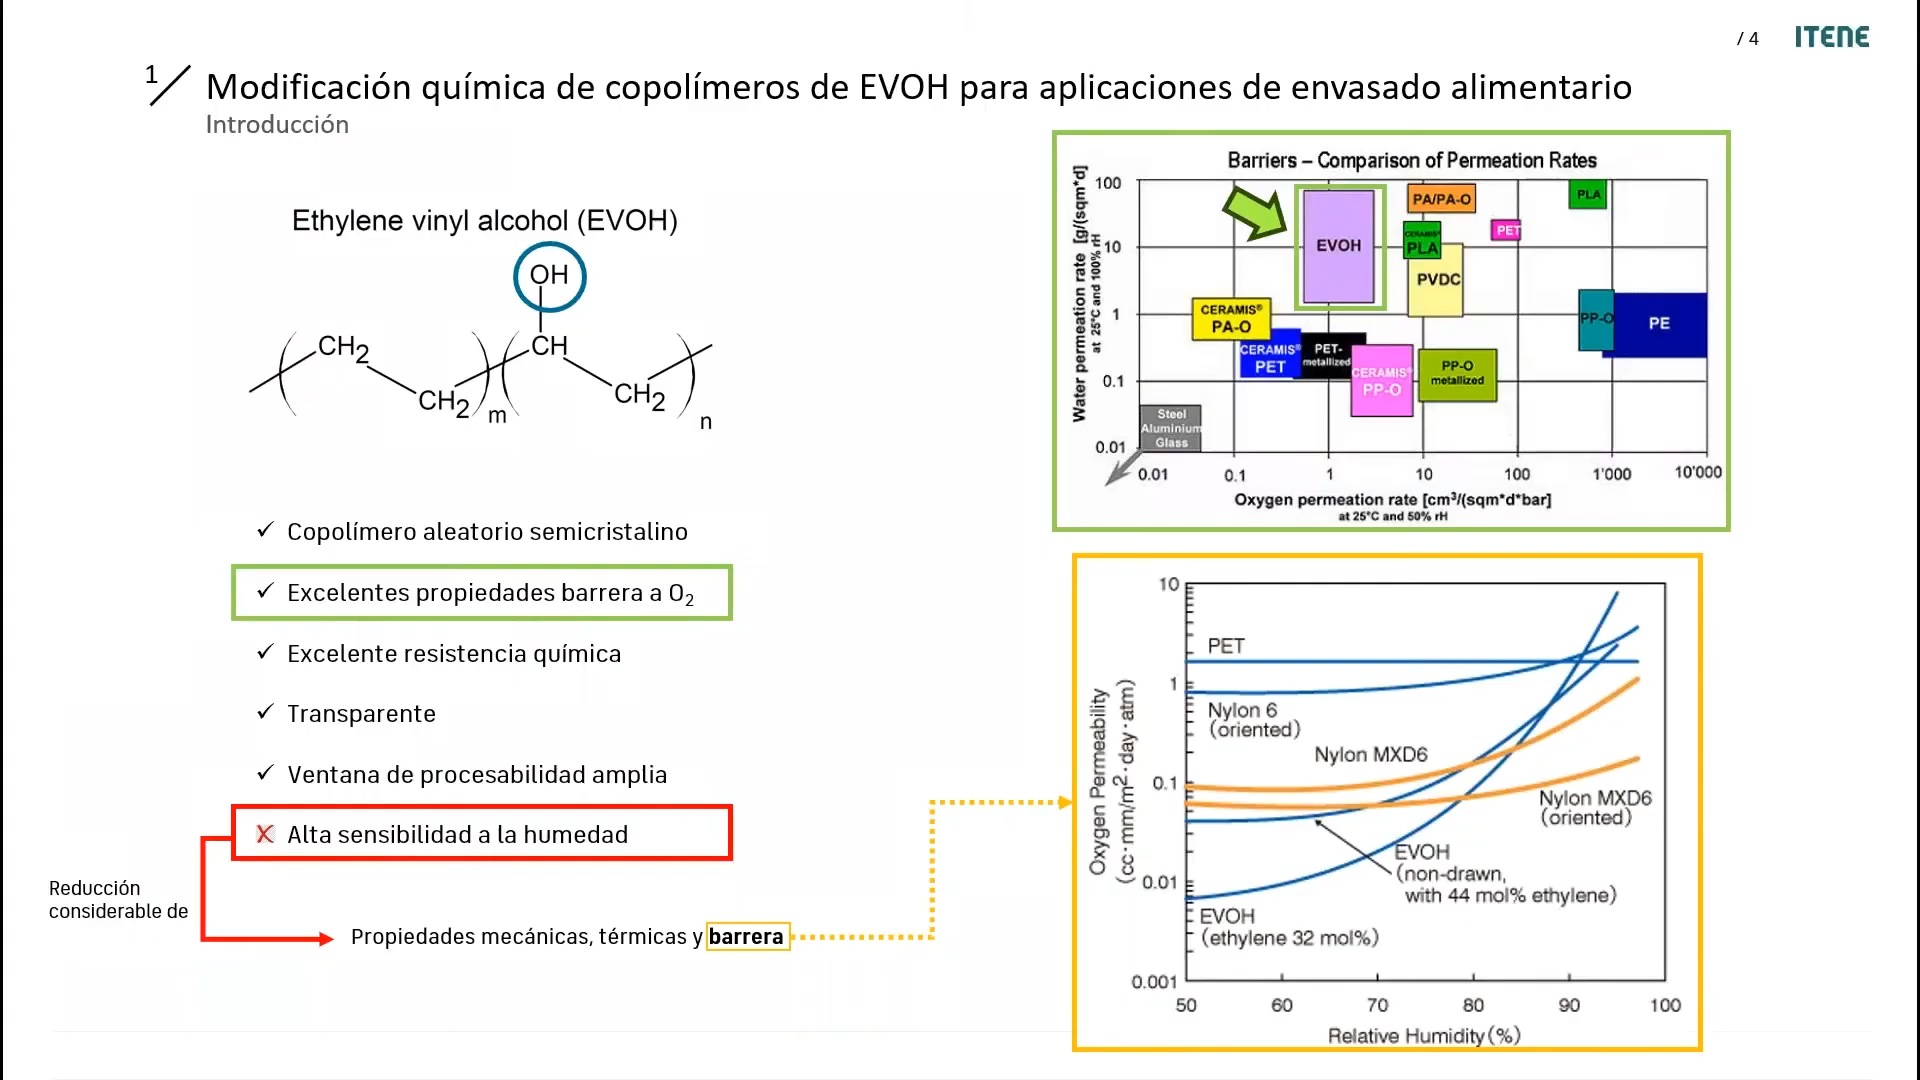 / 4
ITENE
1
Modificación química de copolímeros de EVOH para aplicaciones de envasado alimentario
Introducción
Ethylene vinyl alcohol (EVOH)
OH
CH2
CH
CH2
CH2
m
n
✓ Copolímero aleatorio semicristalino
✓ Excelentes propiedades barrera a O2
✓ Excelente resistencia química
✓ Transparente
✓ Ventana de procesabilidad amplia
X Alta sensibilidad a la humedad
Reducción
considerable de
Propiedades mecánicas, térmicas y barrera
Barriers – Comparison of Permeation Rates
Water permeation rate [g/(sqm*d]
at 25°C and 100% rH
100
10
1
0.1
0.01
EVOH
PA/PA-O
PLA
CERAMIS®
PLA
PET
PVDC
CERAMIS®
PA-O
PP-O
PE
CERAMIS®
PET
PET-
metallized
CERAMIS®
PP-O
PP-O
metallized
Steel
Aluminium
Glass
0.01 0.1 1 10 100 1'000 10'000
Oxygen permeation rate [cm³/(sqm*d*bar]
at 25°C and 50% rH
Oxygen Permeability
(cc·mm/m²·day·atm)
10
1
0.1
0.01
0.001
PET
Nylon 6
(oriented)
Nylon MXD6
Nylon MXD6
(oriented)
EVOH
(non-drawn,
with 44 mol% ethylene)
EVOH
(ethylene 32 mol%)
50 60 70 80 90 100
Relative Humidity(%)